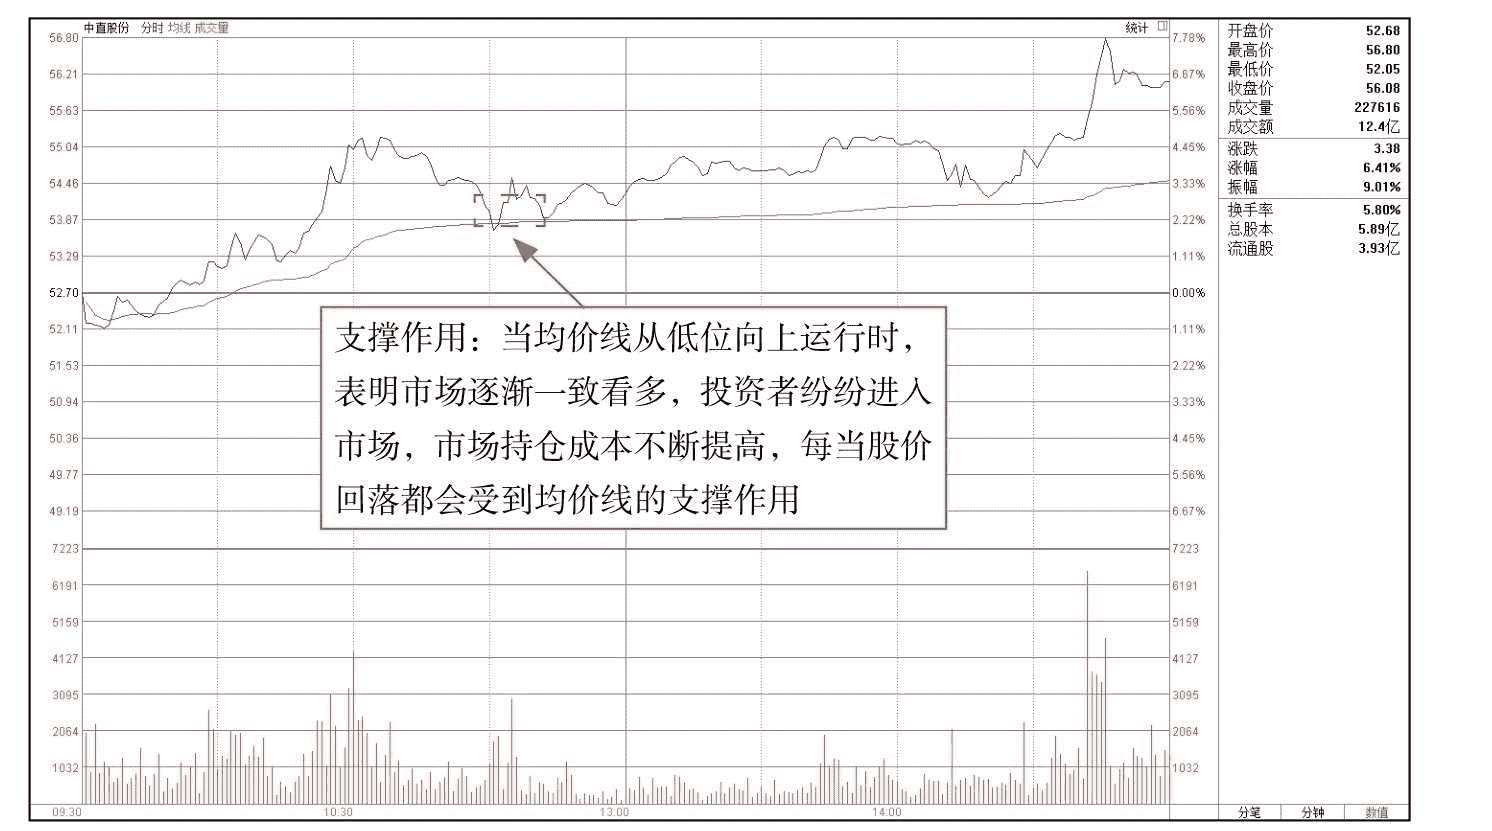 中直股份 分时 均线 成交量
统计
56.80
56.21
55.63
55.04
54.46
53.87
53.29
52.70
52.11
51.53
50.94
50.36
49.77
49.19
7223
6191
5159
4127
3095
2064
1032
7.78%
6.67%
5.56%
4.45%
3.33%
2.22%
1.11%
0.00%
1.11%
2.22%
3.33%
4.45%
5.56%
6.67%
7223
6191
5159
4127
3095
2064
1032
支撑作用：当均价线从低位向上运行时，
表明市场逐渐一致看多，投资者纷纷进入
市场，市场持仓成本不断提高，每当股价
回落都会受到均价线的支撑作用
09:30 10:30 13:00 14:00
开盘价 52.68
最高价 56.80
最低价 52.05
收盘价 56.08
成交量 227616
成交额 12.4亿
涨跌 3.38
涨幅 6.41%
振幅 9.01%
换手率 5.80%
总股本 5.89亿
流通股 3.93亿
分笔 分钟 数值